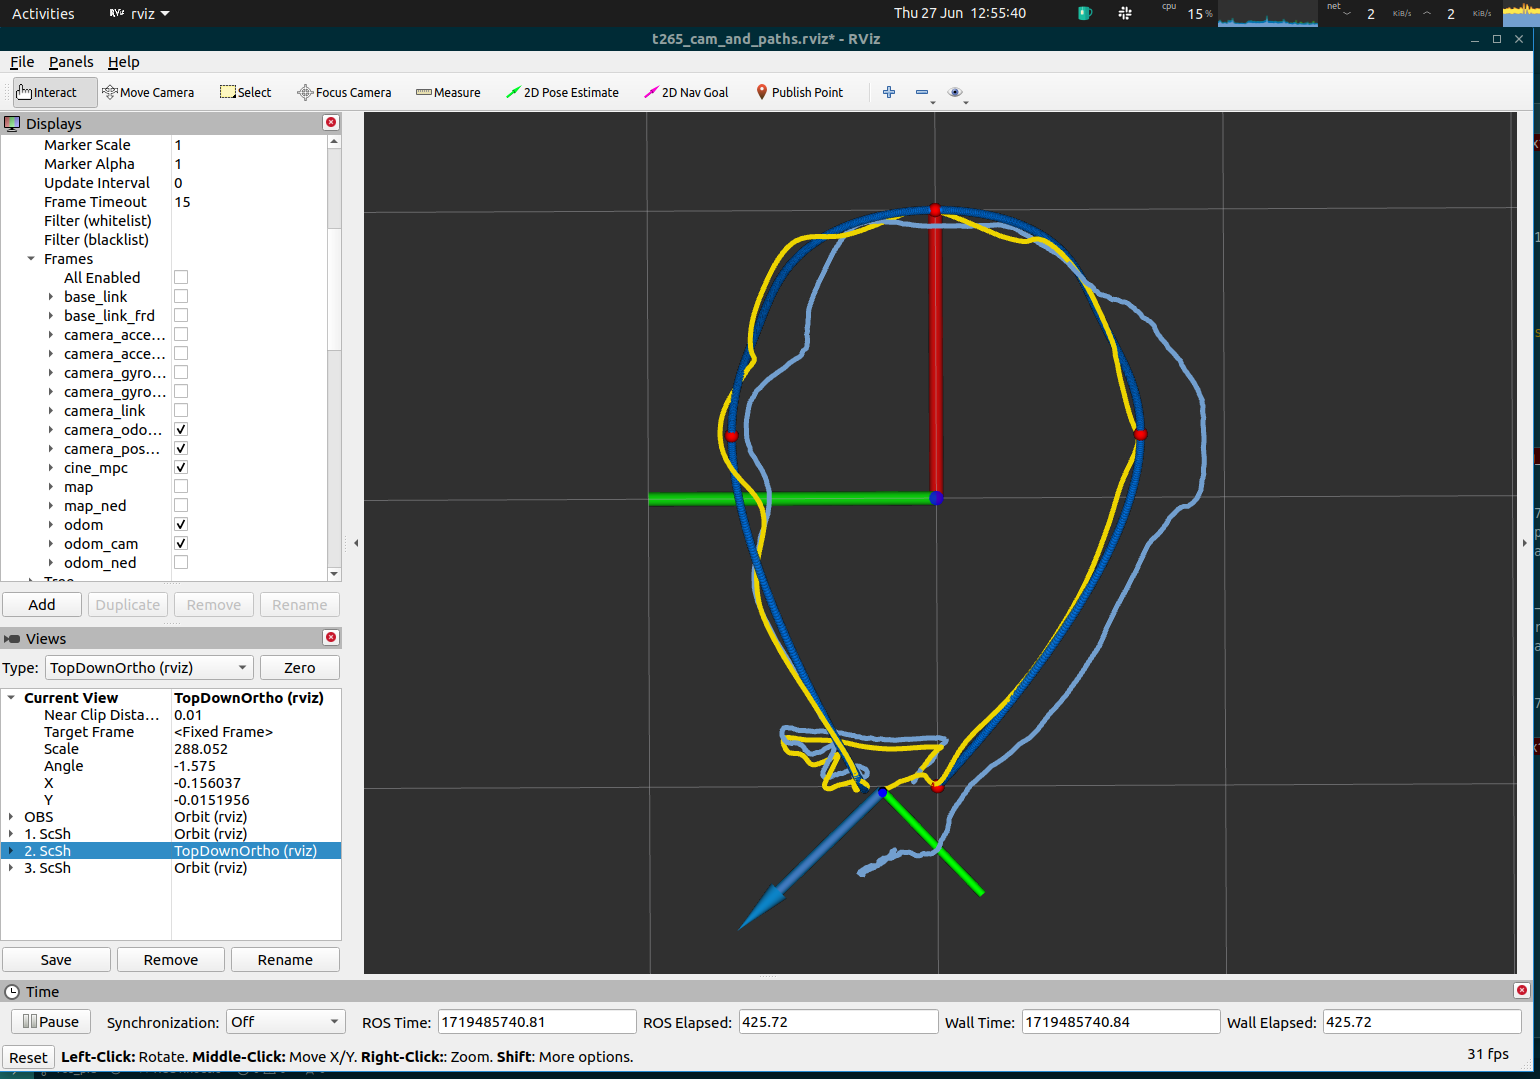 Activities RViz rviz Thu 27 Jun 12:55:40 cpu 15% net 2 KiB/s 2 KiB/s
t265_cam_and_paths.rviz* - RViz
File Panels Help
Interact Move Camera Select Focus Camera Measure 2D Pose Estimate 2D Nav Goal Publish Point
Displays
Marker Scale 1
Marker Alpha 1
Update Interval 0
Frame Timeout 15
Filter (whitelist)
Filter (blacklist)
Frames
All Enabled
base_link
base_link_frd
camera_acce...
camera_acce...
camera_gyro...
camera_gyro...
camera_link
camera_odo...
camera_pos...
cine_mpc
map
map_ned
odom
odom_cam
odom_ned
Tree
Add Duplicate Remove Rename
Views
Type: TopDownOrtho (rviz) Zero
Current View TopDownOrtho (rviz)
Near Clip Dista... 0.01
Target Frame <Fixed Frame>
Scale 288.052
Angle -1.575
X -0.156037
Y -0.0151956
OBS Orbit (rviz)
1. ScSh Orbit (rviz)
2. ScSh TopDownOrtho (rviz)
3. ScSh Orbit (rviz)
Save Remove Rename
Time
Pause Synchronization: Off ROS Time: 1719485740.81 ROS Elapsed: 425.72 Wall Time: 1719485740.84 Wall Elapsed: 425.72
Reset Left-Click: Rotate. Middle-Click: Move X/Y. Right-Click:: Zoom. Shift: More options. 31 fps